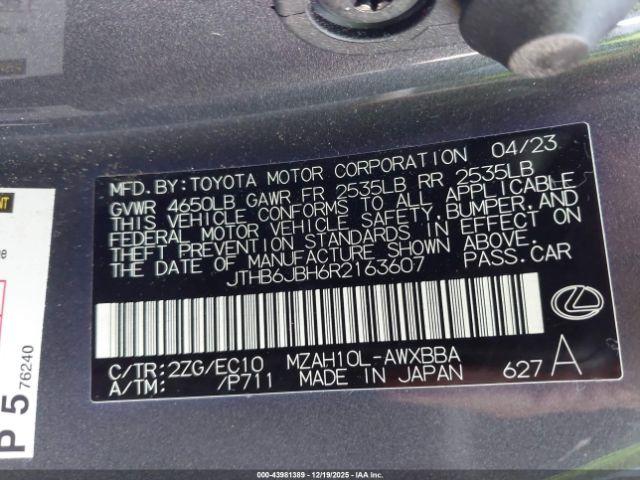 MFD. BY: TOYOTA MOTOR CORPORATION 04/23
GVWR 4650LB GAWR FR 2535LB RR 2535LB
THIS VEHICLE CONFORMS TO ALL APPLICABLE
FEDERAL MOTOR VEHICLE SAFETY, BUMPER, AND
THEFT PREVENTION STANDARDS IN EFFECT ON
THE DATE OF MANUFACTURE SHOWN ABOVE.
JTHB6JBH6R2163607 PASS. CAR
C/TR: 2ZG/EC10 MZAH10L-AWXBBA
A/TM: /P711 MADE IN JAPAN 627 A
P 5 76240
000-43981389 - 12/19/2025 - IAAI.COM